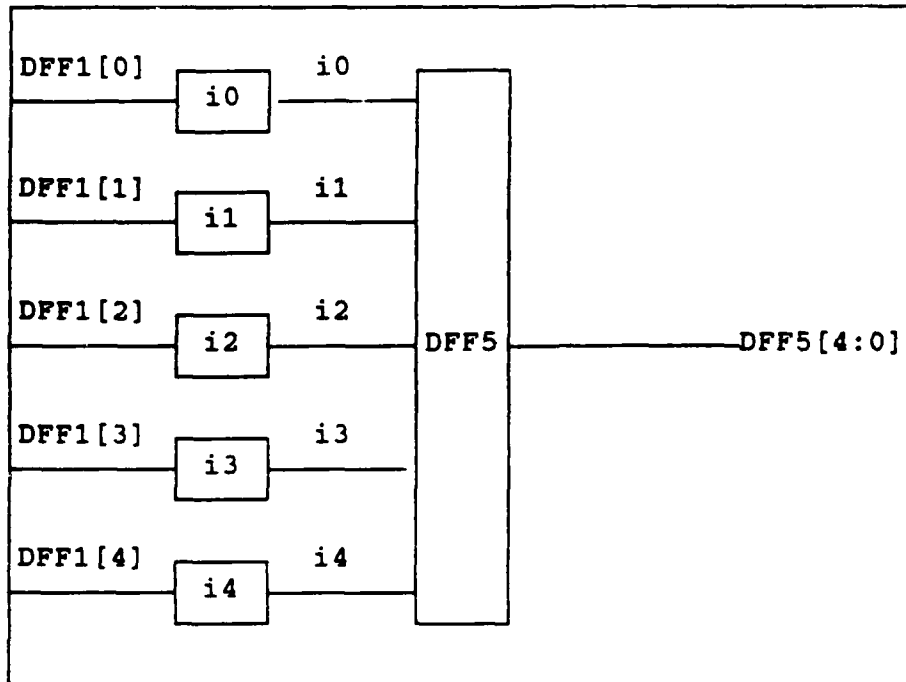 DFF1[0] i0
i0
DFF1[1] i1
i1
DFF1[2] i2
i2
DFF5 DFF5[4:0]
DFF1[3] i3
i3
DFF1[4] i4
i4